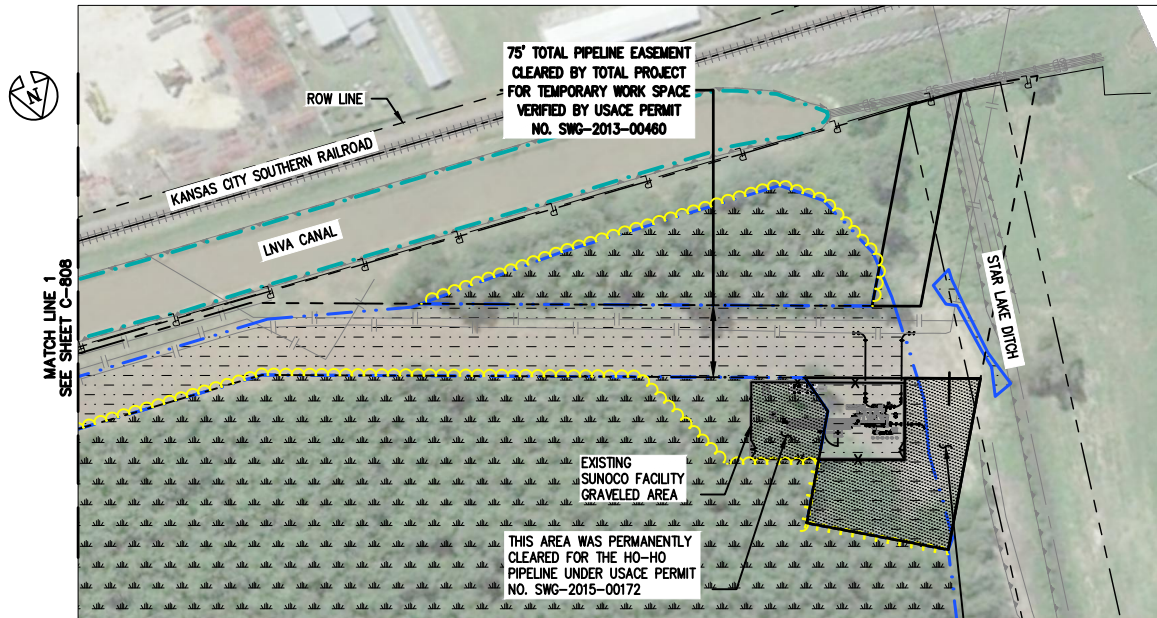 75' TOTAL PIPELINE EASEMENT
CLEARED BY TOTAL PROJECT
FOR TEMPORARY WORK SPACE
VERIFIED BY USACE PERMIT
NO. SWG-2013-00460
N
ROW LINE
KANSAS CITY SOUTHERN RAILROAD
LNVA CANAL
MATCH LINE 1
SEE SHEET C-808
STAR LAKE DITCH
EXISTING
SUNOCO FACILITY
GRAVELED AREA
THIS AREA WAS PERMANENTLY
CLEARED FOR THE HO-HO
PIPELINE UNDER USACE PERMIT
NO. SWG-2015-00172